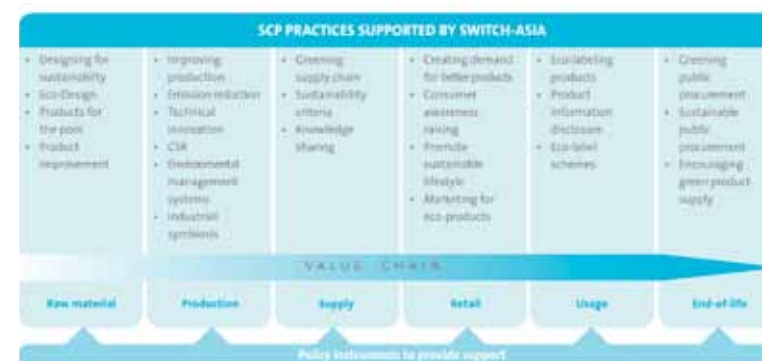 SCP PRACTICES SUPPORTED BY SWITCH-ASIA
• Designing for
sustainability
• Eco-Design
• Products for
the poor
• Product
improvement
• Improving
production
• Emission reduction
• Technical
innovation
• CSR
• Environmental
management
systems
• Industrial
symbiosis
• Greening
supply chain
• Sustainability
criteria
• Knowledge
sharing
• Creating demand
for better products
• Consumer
awareness
raising
• Promote
sustainable
lifestyle
• Marketing for
eco-products
• Eco-labeling
products
• Product
information
disclosure
• Eco-label
schemes
• Greening
public
procurement
• Sustainable
public
procurement
• Encouraging
green product
supply
VALUE CHAIN
Raw material
Production
Supply
Retail
Usage
End-of-life
Policy instruments to provide support